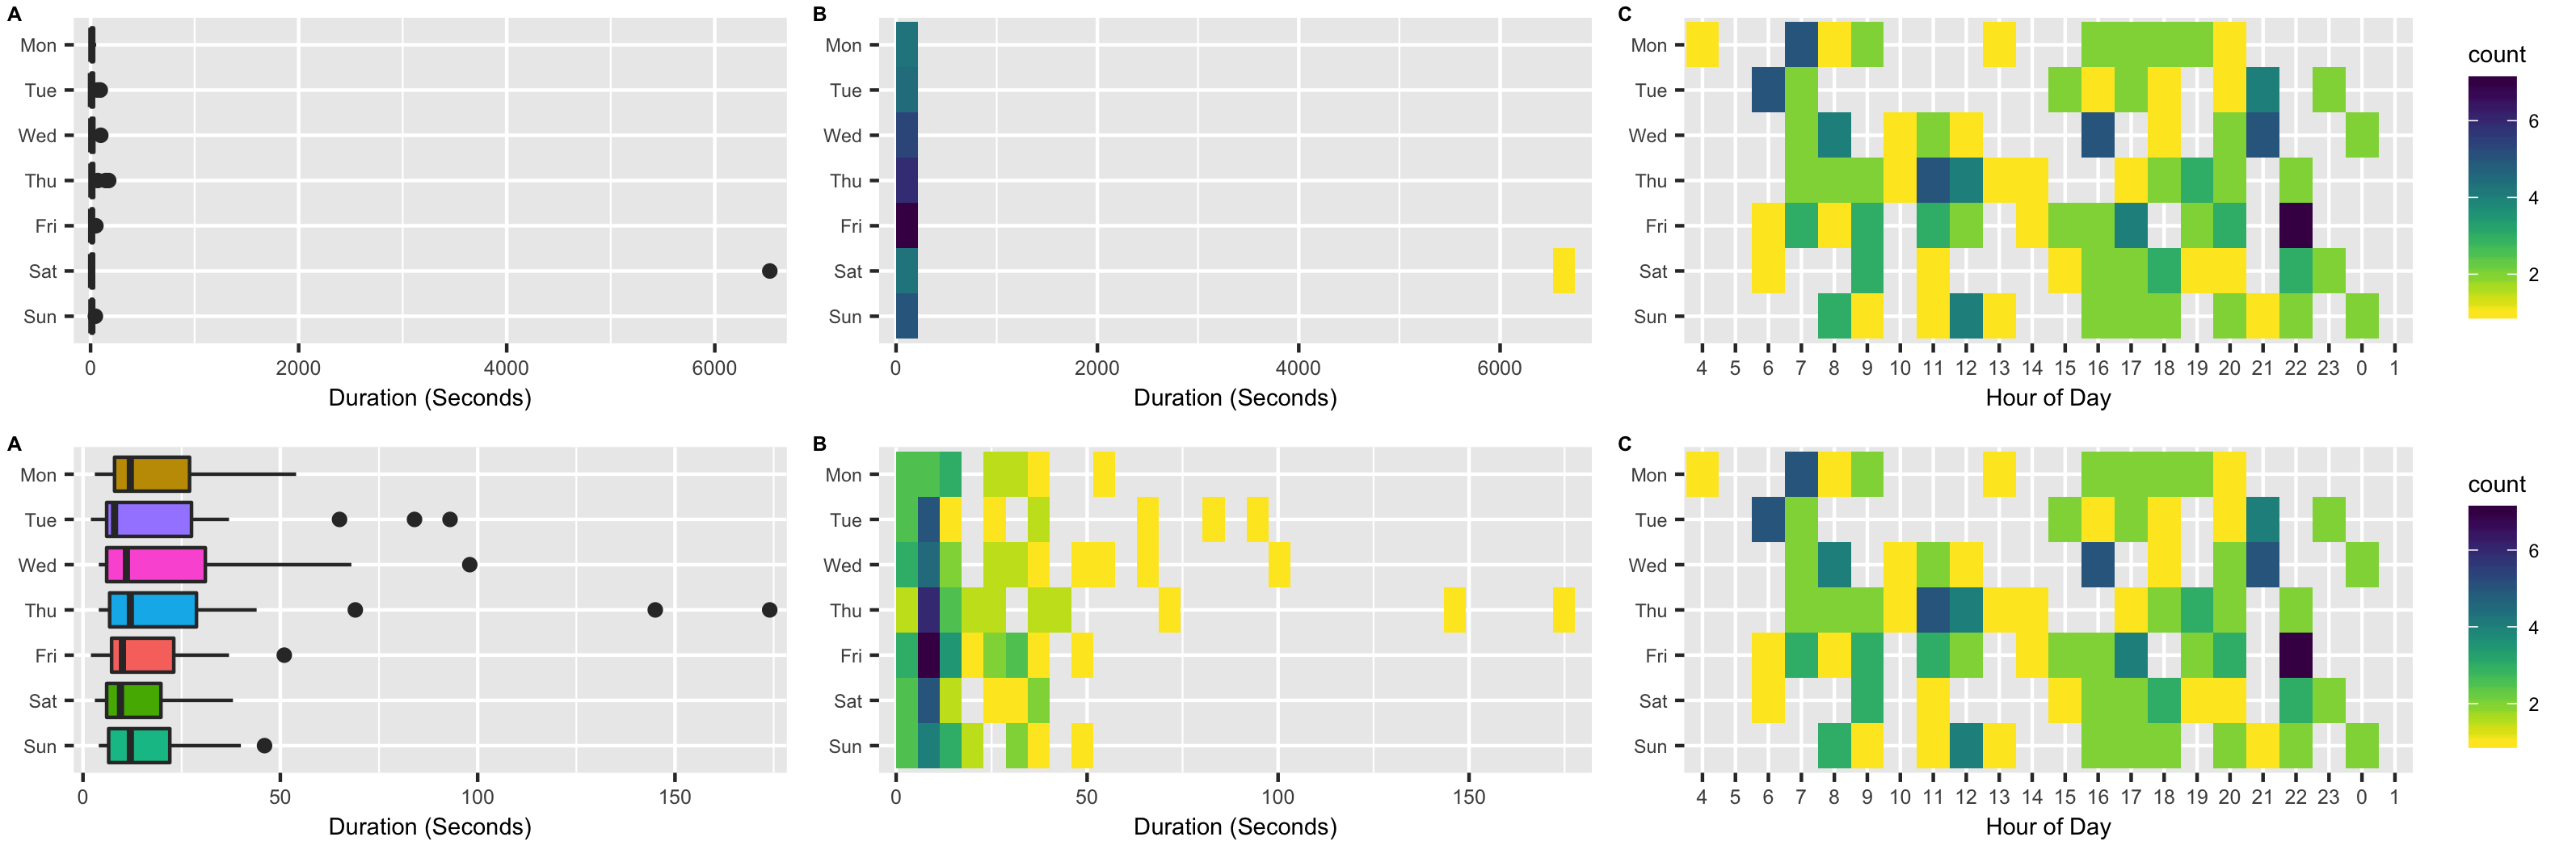 A
Mon
Tue
Wed
Thu
Fri
Sat
Sun
0 2000 4000 6000
Duration (Seconds)
B
Mon
Tue
Wed
Thu
Fri
Sat
Sun
0 2000 4000 6000
Duration (Seconds)
C
Mon
Tue
Wed
Thu
Fri
Sat
Sun
4 5 6 7 8 9 10 11 12 13 14 15 16 17 18 19 20 21 22 23 0 1
Hour of Day
count
6
4
2
A
Mon
Tue
Wed
Thu
Fri
Sat
Sun
0 50 100 150
Duration (Seconds)
B
Mon
Tue
Wed
Thu
Fri
Sat
Sun
0 50 100 150
Duration (Seconds)
C
Mon
Tue
Wed
Thu
Fri
Sat
Sun
4 5 6 7 8 9 10 11 12 13 14 15 16 17 18 19 20 21 22 23 0 1
Hour of Day
count
6
4
2